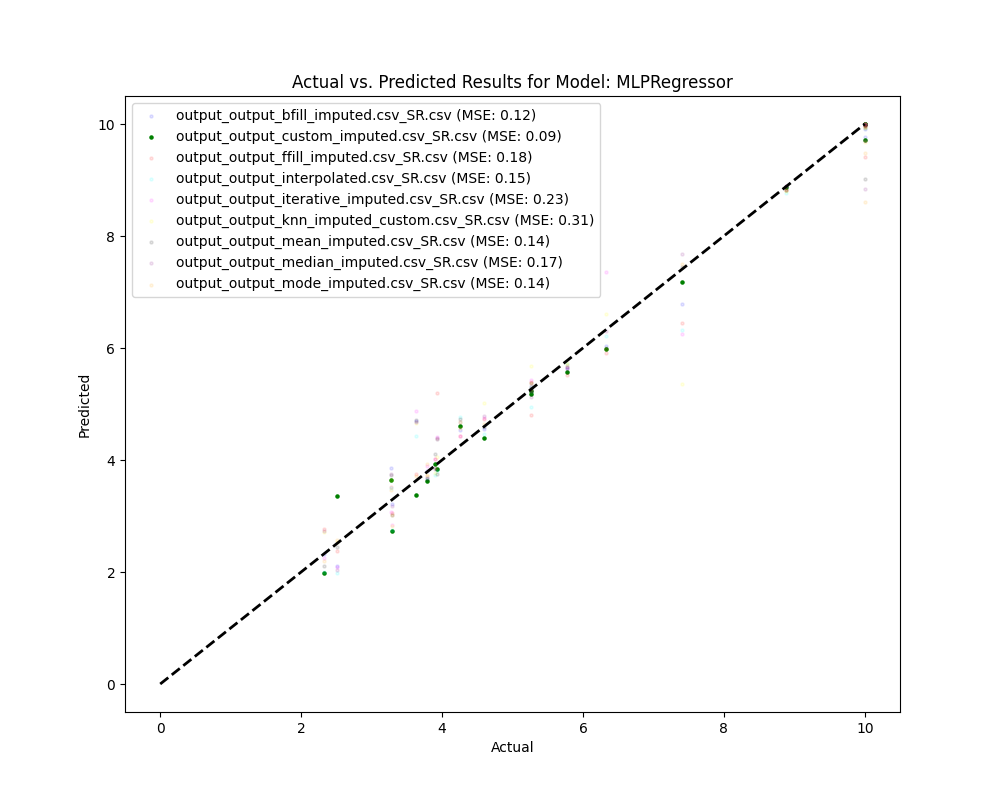 Actual vs. Predicted Results for Model: MLPRegressor
output_output_bfill_imputed.csv_SR.csv (MSE: 0.12)
output_output_custom_imputed.csv_SR.csv (MSE: 0.09)
output_output_ffill_imputed.csv_SR.csv (MSE: 0.18)
output_output_interpolated.csv_SR.csv (MSE: 0.15)
output_output_iterative_imputed.csv_SR.csv (MSE: 0.23)
output_output_knn_imputed_custom.csv_SR.csv (MSE: 0.31)
output_output_mean_imputed.csv_SR.csv (MSE: 0.14)
output_output_median_imputed.csv_SR.csv (MSE: 0.17)
output_output_mode_imputed.csv_SR.csv (MSE: 0.14)
10
8
6
4
2
0
Predicted
0 2 4 6 8 10
Actual